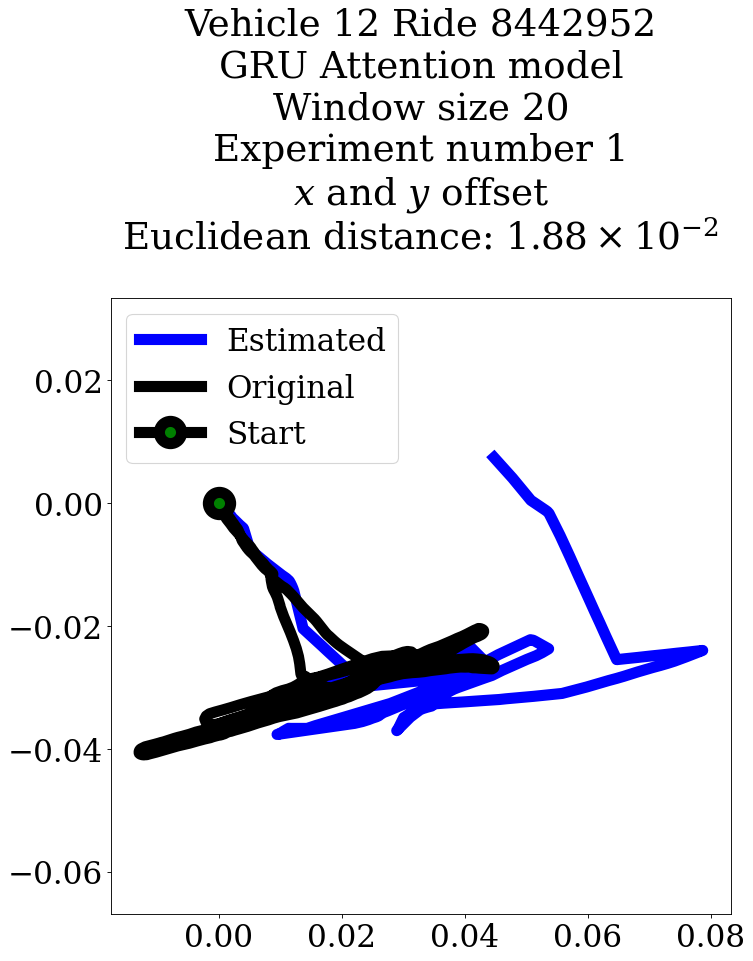 Vehicle 12 Ride 8442952
GRU Attention model
Window size 20
Experiment number 1
x and y offset
Euclidean distance: 1.88 × 10⁻²
Estimated
Original
Start
0.02
0.00
−0.02
−0.04
−0.06
0.00 0.02 0.04 0.06 0.08